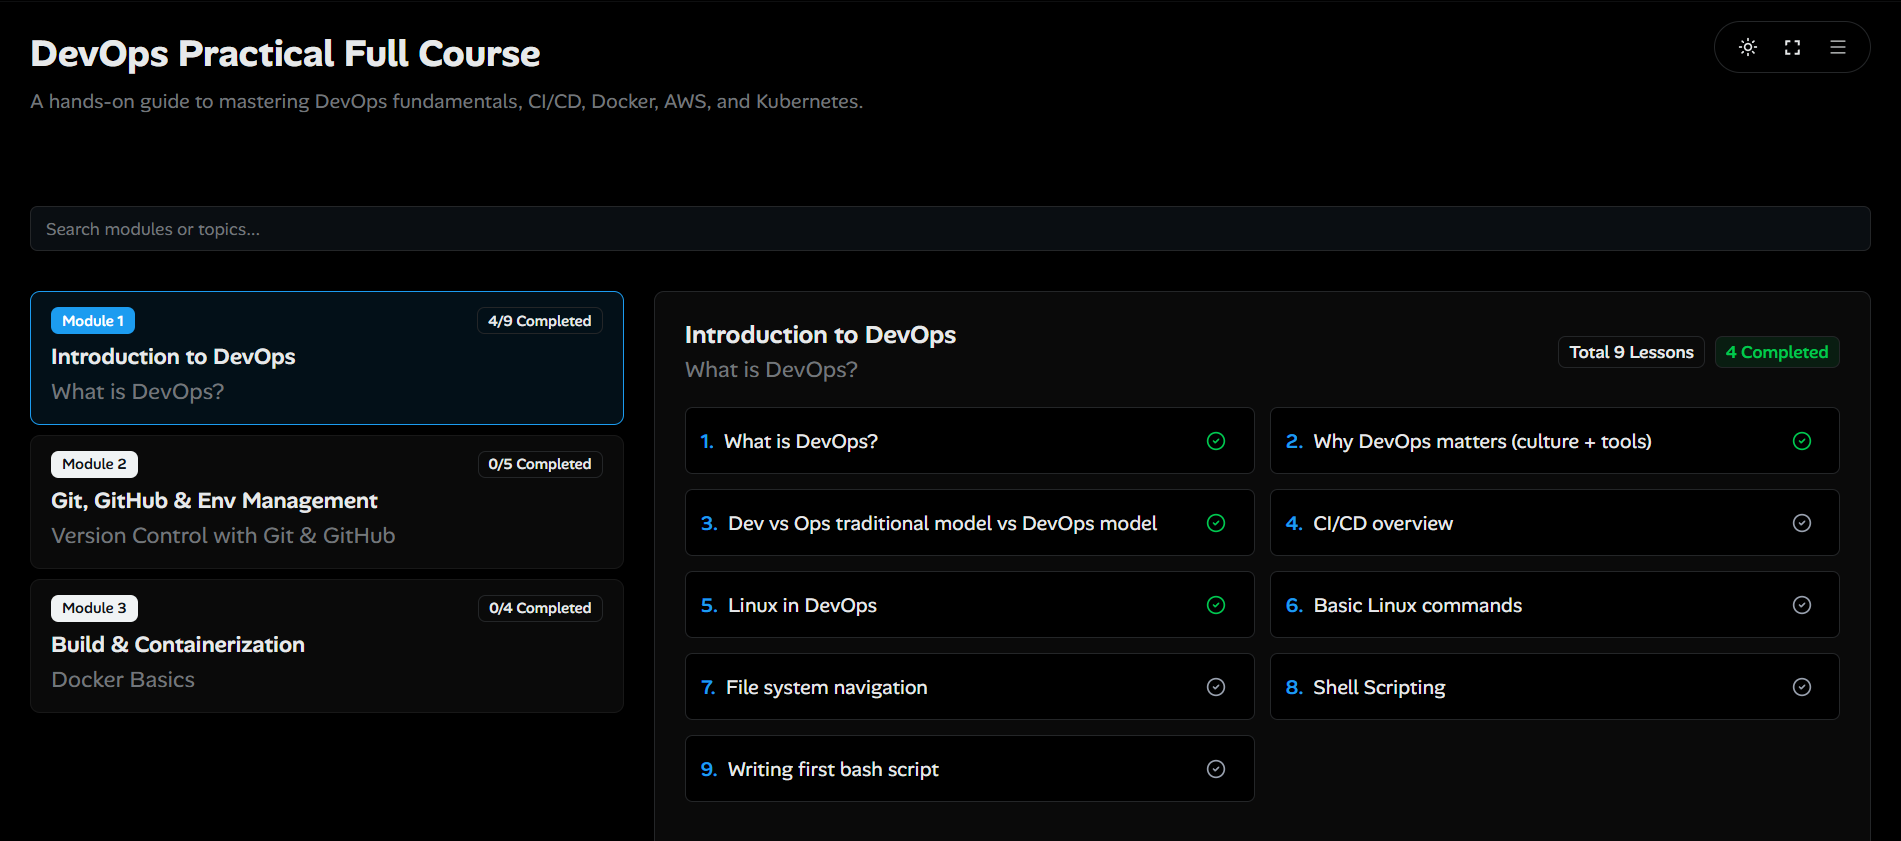 DevOps Practical Full Course
A hands-on guide to mastering DevOps fundamentals, CI/CD, Docker, AWS, and Kubernetes.
Search modules or topics...
Module 1
4/9 Completed
Introduction to DevOps
What is DevOps?
Module 2
0/5 Completed
Git, GitHub & Env Management
Version Control with Git & GitHub
Module 3
0/4 Completed
Build & Containerization
Docker Basics
Introduction to DevOps
What is DevOps?
Total 9 Lessons
4 Completed
1. What is DevOps?
2. Why DevOps matters (culture + tools)
3. Dev vs Ops traditional model vs DevOps model
4. CI/CD overview
5. Linux in DevOps
6. Basic Linux commands
7. File system navigation
8. Shell Scripting
9. Writing first bash script